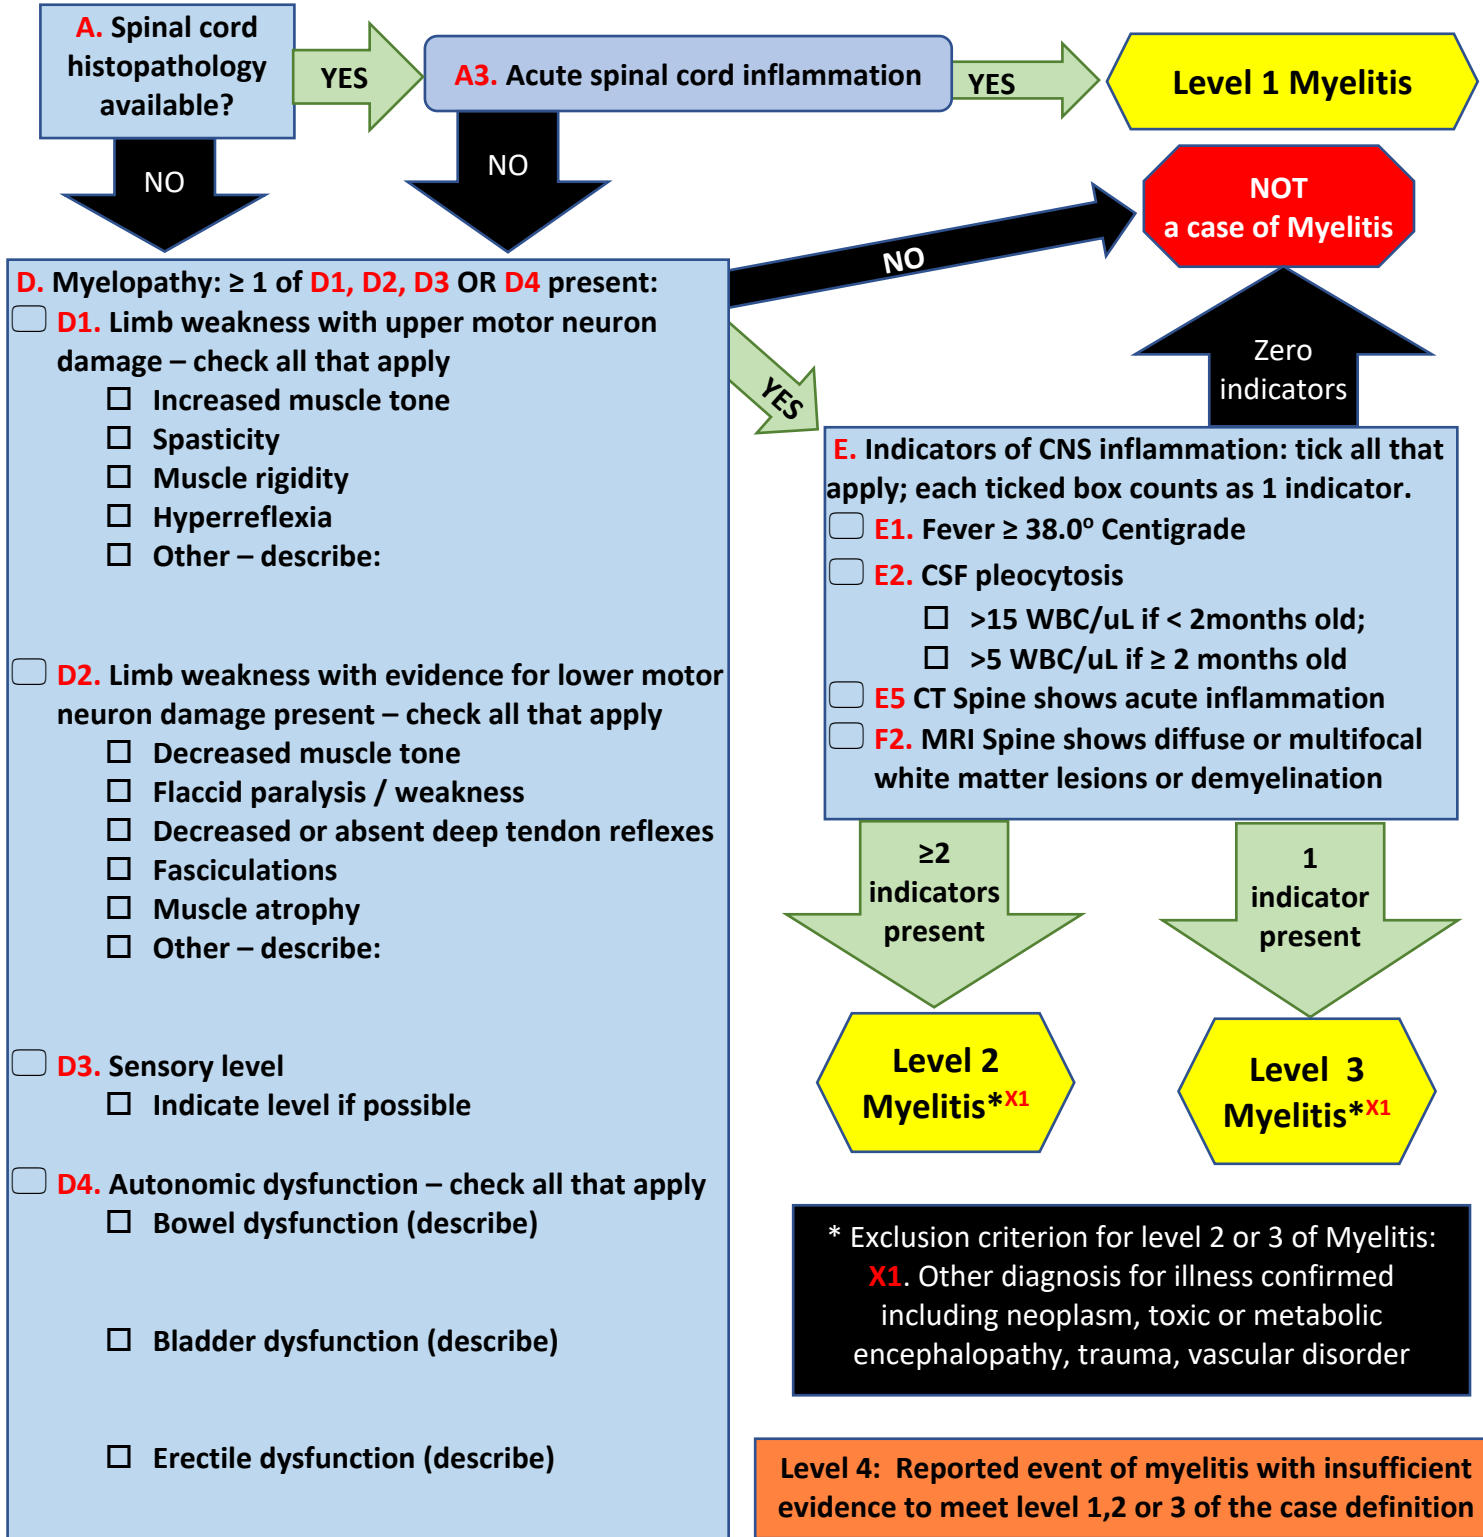 A. Spinal cord
histopathology
available?
YES
A3. Acute spinal cord inflammation
YES
Level 1 Myelitis
NO
NO
NOT
a case of Myelitis
NO
D. Myelopathy: ≥ 1 of D1, D2, D3 OR D4 present:
D1. Limb weakness with upper motor neuron
damage – check all that apply
Increased muscle tone
Spasticity
Muscle rigidity
Hyperreflexia
Other – describe:
D2. Limb weakness with evidence for lower motor
neuron damage present – check all that apply
Decreased muscle tone
Flaccid paralysis / weakness
Decreased or absent deep tendon reflexes
Fasciculations
Muscle atrophy
Other – describe:
D3. Sensory level
Indicate level if possible
D4. Autonomic dysfunction – check all that apply
Bowel dysfunction (describe)
Bladder dysfunction (describe)
Erectile dysfunction (describe)
YES
Zero
indicators
E. Indicators of CNS inflammation: tick all that
apply; each ticked box counts as 1 indicator.
E1. Fever ≥ 38.0º Centigrade
E2. CSF pleocytosis
>15 WBC/uL if < 2months old;
>5 WBC/uL if ≥ 2 months old
E5 CT Spine shows acute inflammation
F2. MRI Spine shows diffuse or multifocal
white matter lesions or demyelination
≥2
indicators
present
1
indicator
present
Level 2
Myelitis*X1
Level 3
Myelitis*X1
* Exclusion criterion for level 2 or 3 of Myelitis:
X1. Other diagnosis for illness confirmed
including neoplasm, toxic or metabolic
encephalopathy, trauma, vascular disorder
Level 4: Reported event of myelitis with insufficient
evidence to meet level 1,2 or 3 of the case definition